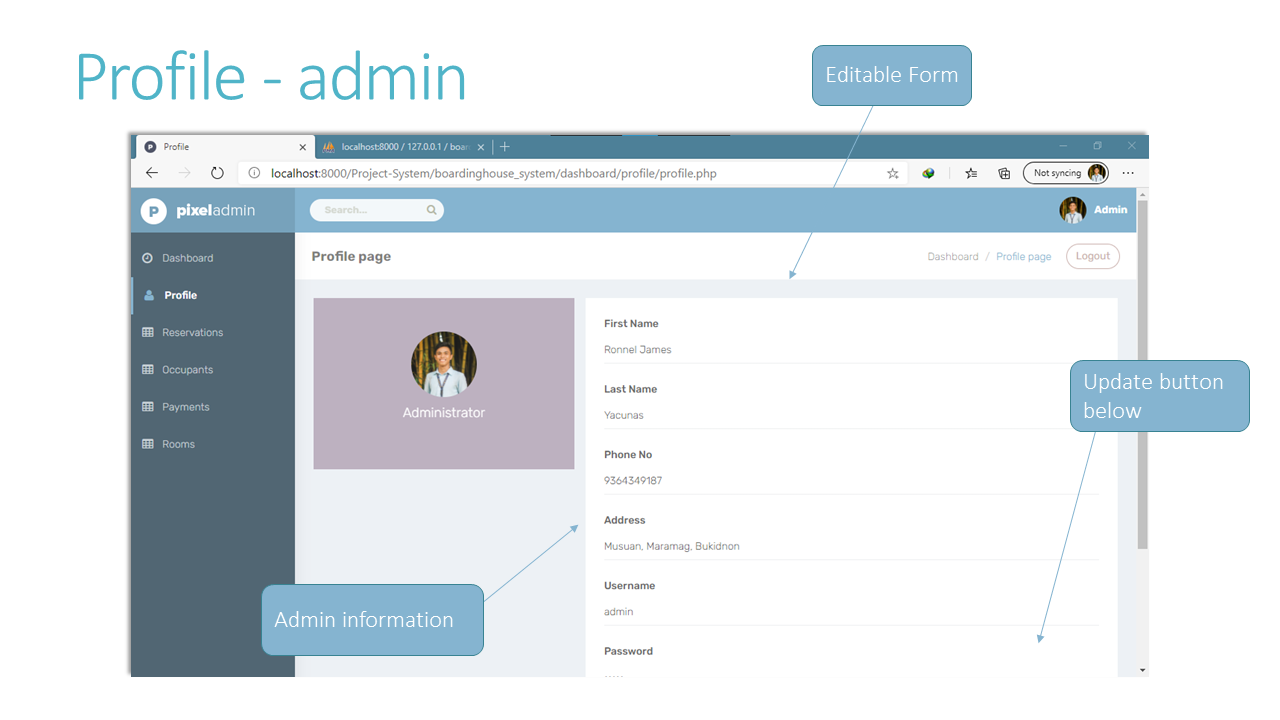 Profile - admin
Editable Form
Profile
localhost:8000 / 127.0.0.1 / boar
localhost:8000/Project-System/boardinghouse_system/dashboard/profile/profile.php
Not syncing
P pixeladmin
Search...
Admin
Dashboard
Profile
Reservations
Occupants
Payments
Rooms
Profile page
Dashboard / Profile page
Logout
Administrator
First Name
Ronnel James
Last Name
Yacunas
Phone No
9364349187
Address
Musuan, Maramag, Bukidnon
Username
admin
Password
.....
Update button
below
Admin information